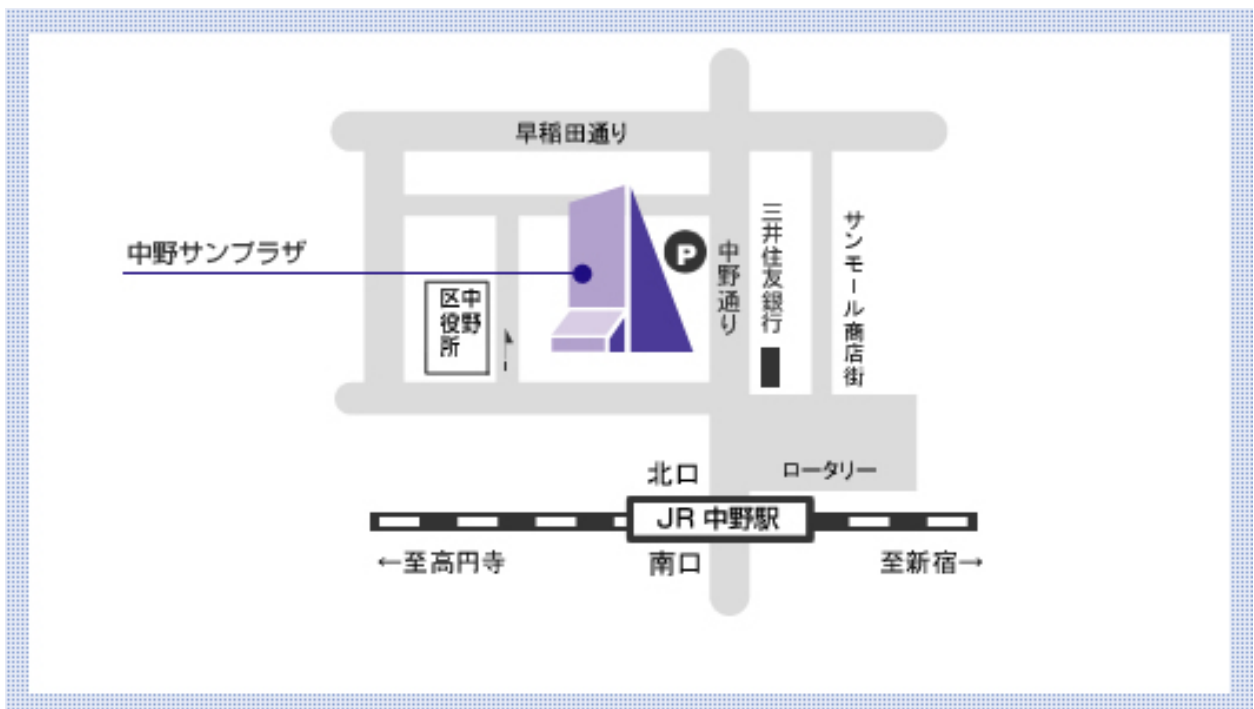 早稲田通り
中野サンプラザ
中野
区役所
P
中野通り
三井住友銀行
サンモール商店街
北口
ロータリー
JR 中野駅
←至高円寺
南口
至新宿→